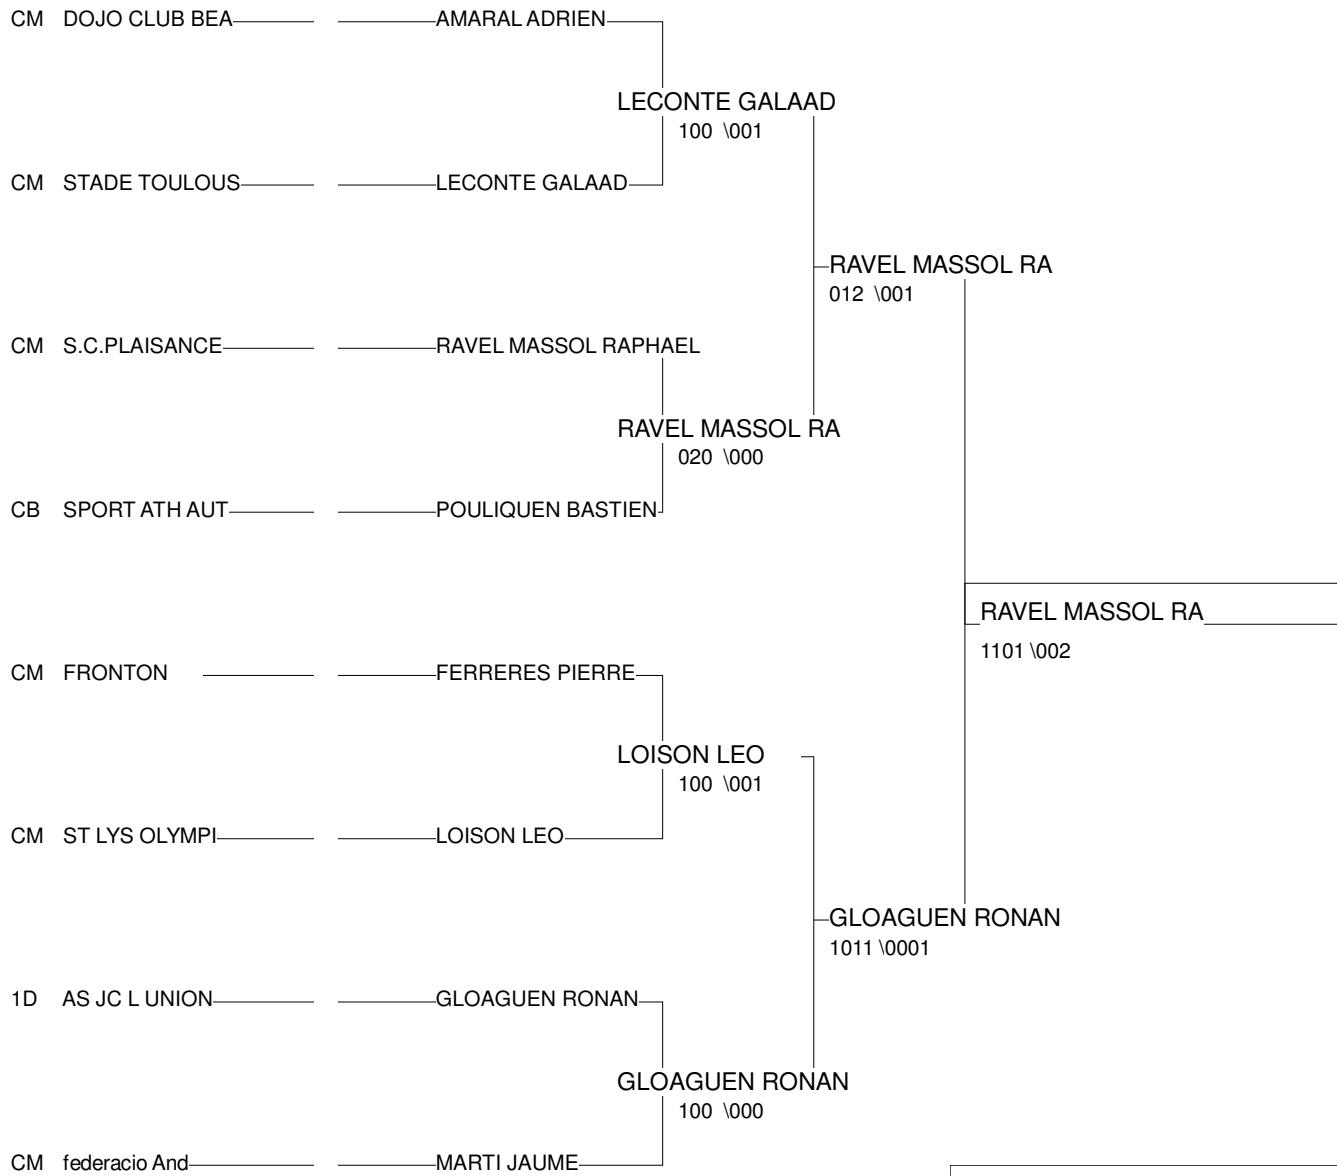 CM DOJO CLUB BEA AMARAL ADRIEN
LECONTE GALAAD
100 \001
CM STADE TOULOUS LECONTE GALAAD
RAVEL MASSOL RA
012 \001
CM S.C.PLAISANCE RAVEL MASSOL RAPHAEL
RAVEL MASSOL RA
020 \000
CB SPORT ATH AUT POULIQUEN BASTIEN
RAVEL MASSOL RA
1101 \002
CM FRONTON FERRERES PIERRE
LOISON LEO
100 \001
CM ST LYS OLYMPI LOISON LEO
GLOAGUEN RONAN
1011 \0001
1D AS JC L UNION GLOAGUEN RONAN
GLOAGUEN RONAN
100 \000
CM federacio And MARTI JAUME